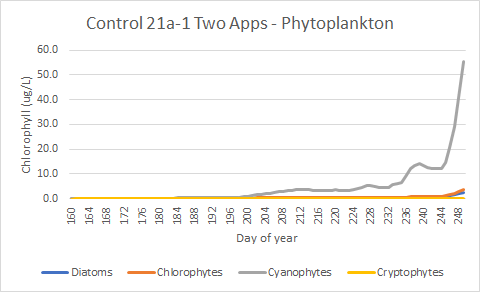 Control 21a-1 Two Apps - Phytoplankton
60.0
50.0
40.0
30.0
20.0
10.0
0.0
Chlorophyll (ug/L)
160 164 168 172 176 180 184 188 192 196 200 204 208 212 216 220 224 228 232 236 240 244 248
Day of year
Diatoms Chlorophytes Cyanophytes Cryptophytes